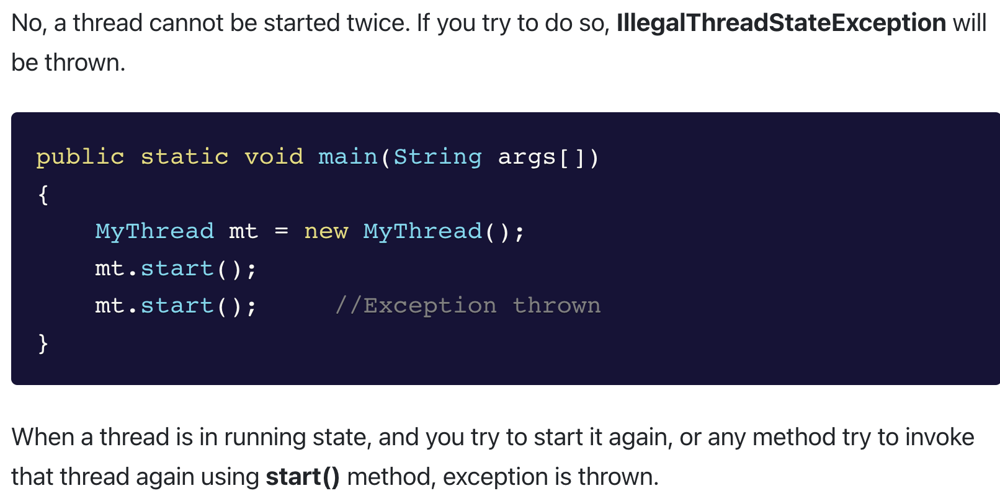 No, a thread cannot be started twice. If you try to do so, IllegalThreadStateException will
be thrown.
public static void main(String args[])
{
    MyThread mt = new MyThread();
    mt.start();
    mt.start();     //Exception thrown
}
When a thread is in running state, and you try to start it again, or any method try to invoke
that thread again using start() method, exception is thrown.